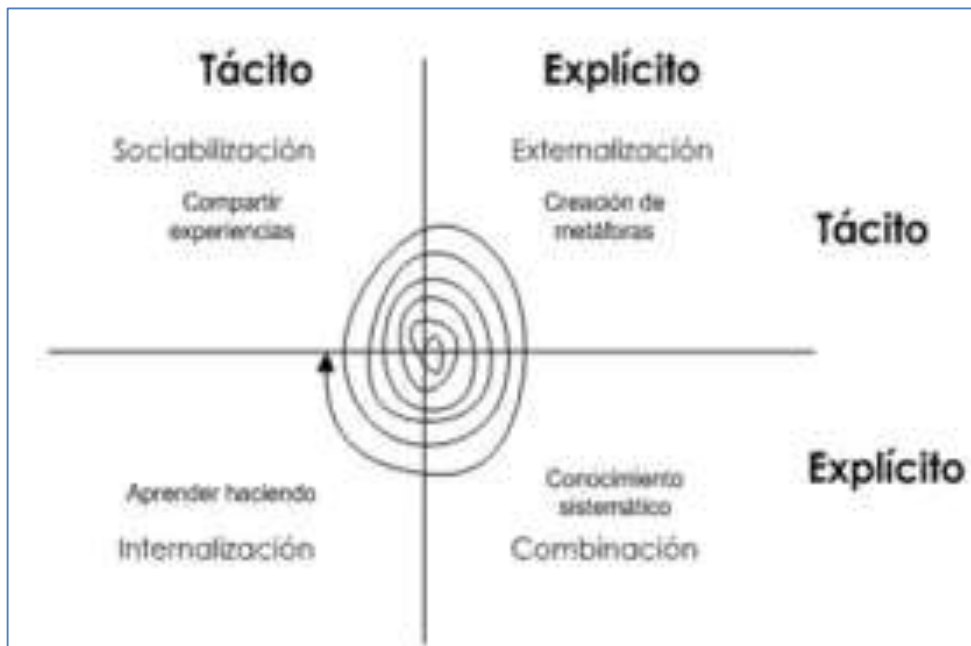 Tácito
Explícito
Sociabilización
Externalización
Compartir
experiencias
Creación de
metáforas
Tácito
Explícito
Aprender haciendo
Conocimiento
sistemático
Internalización
Combinación